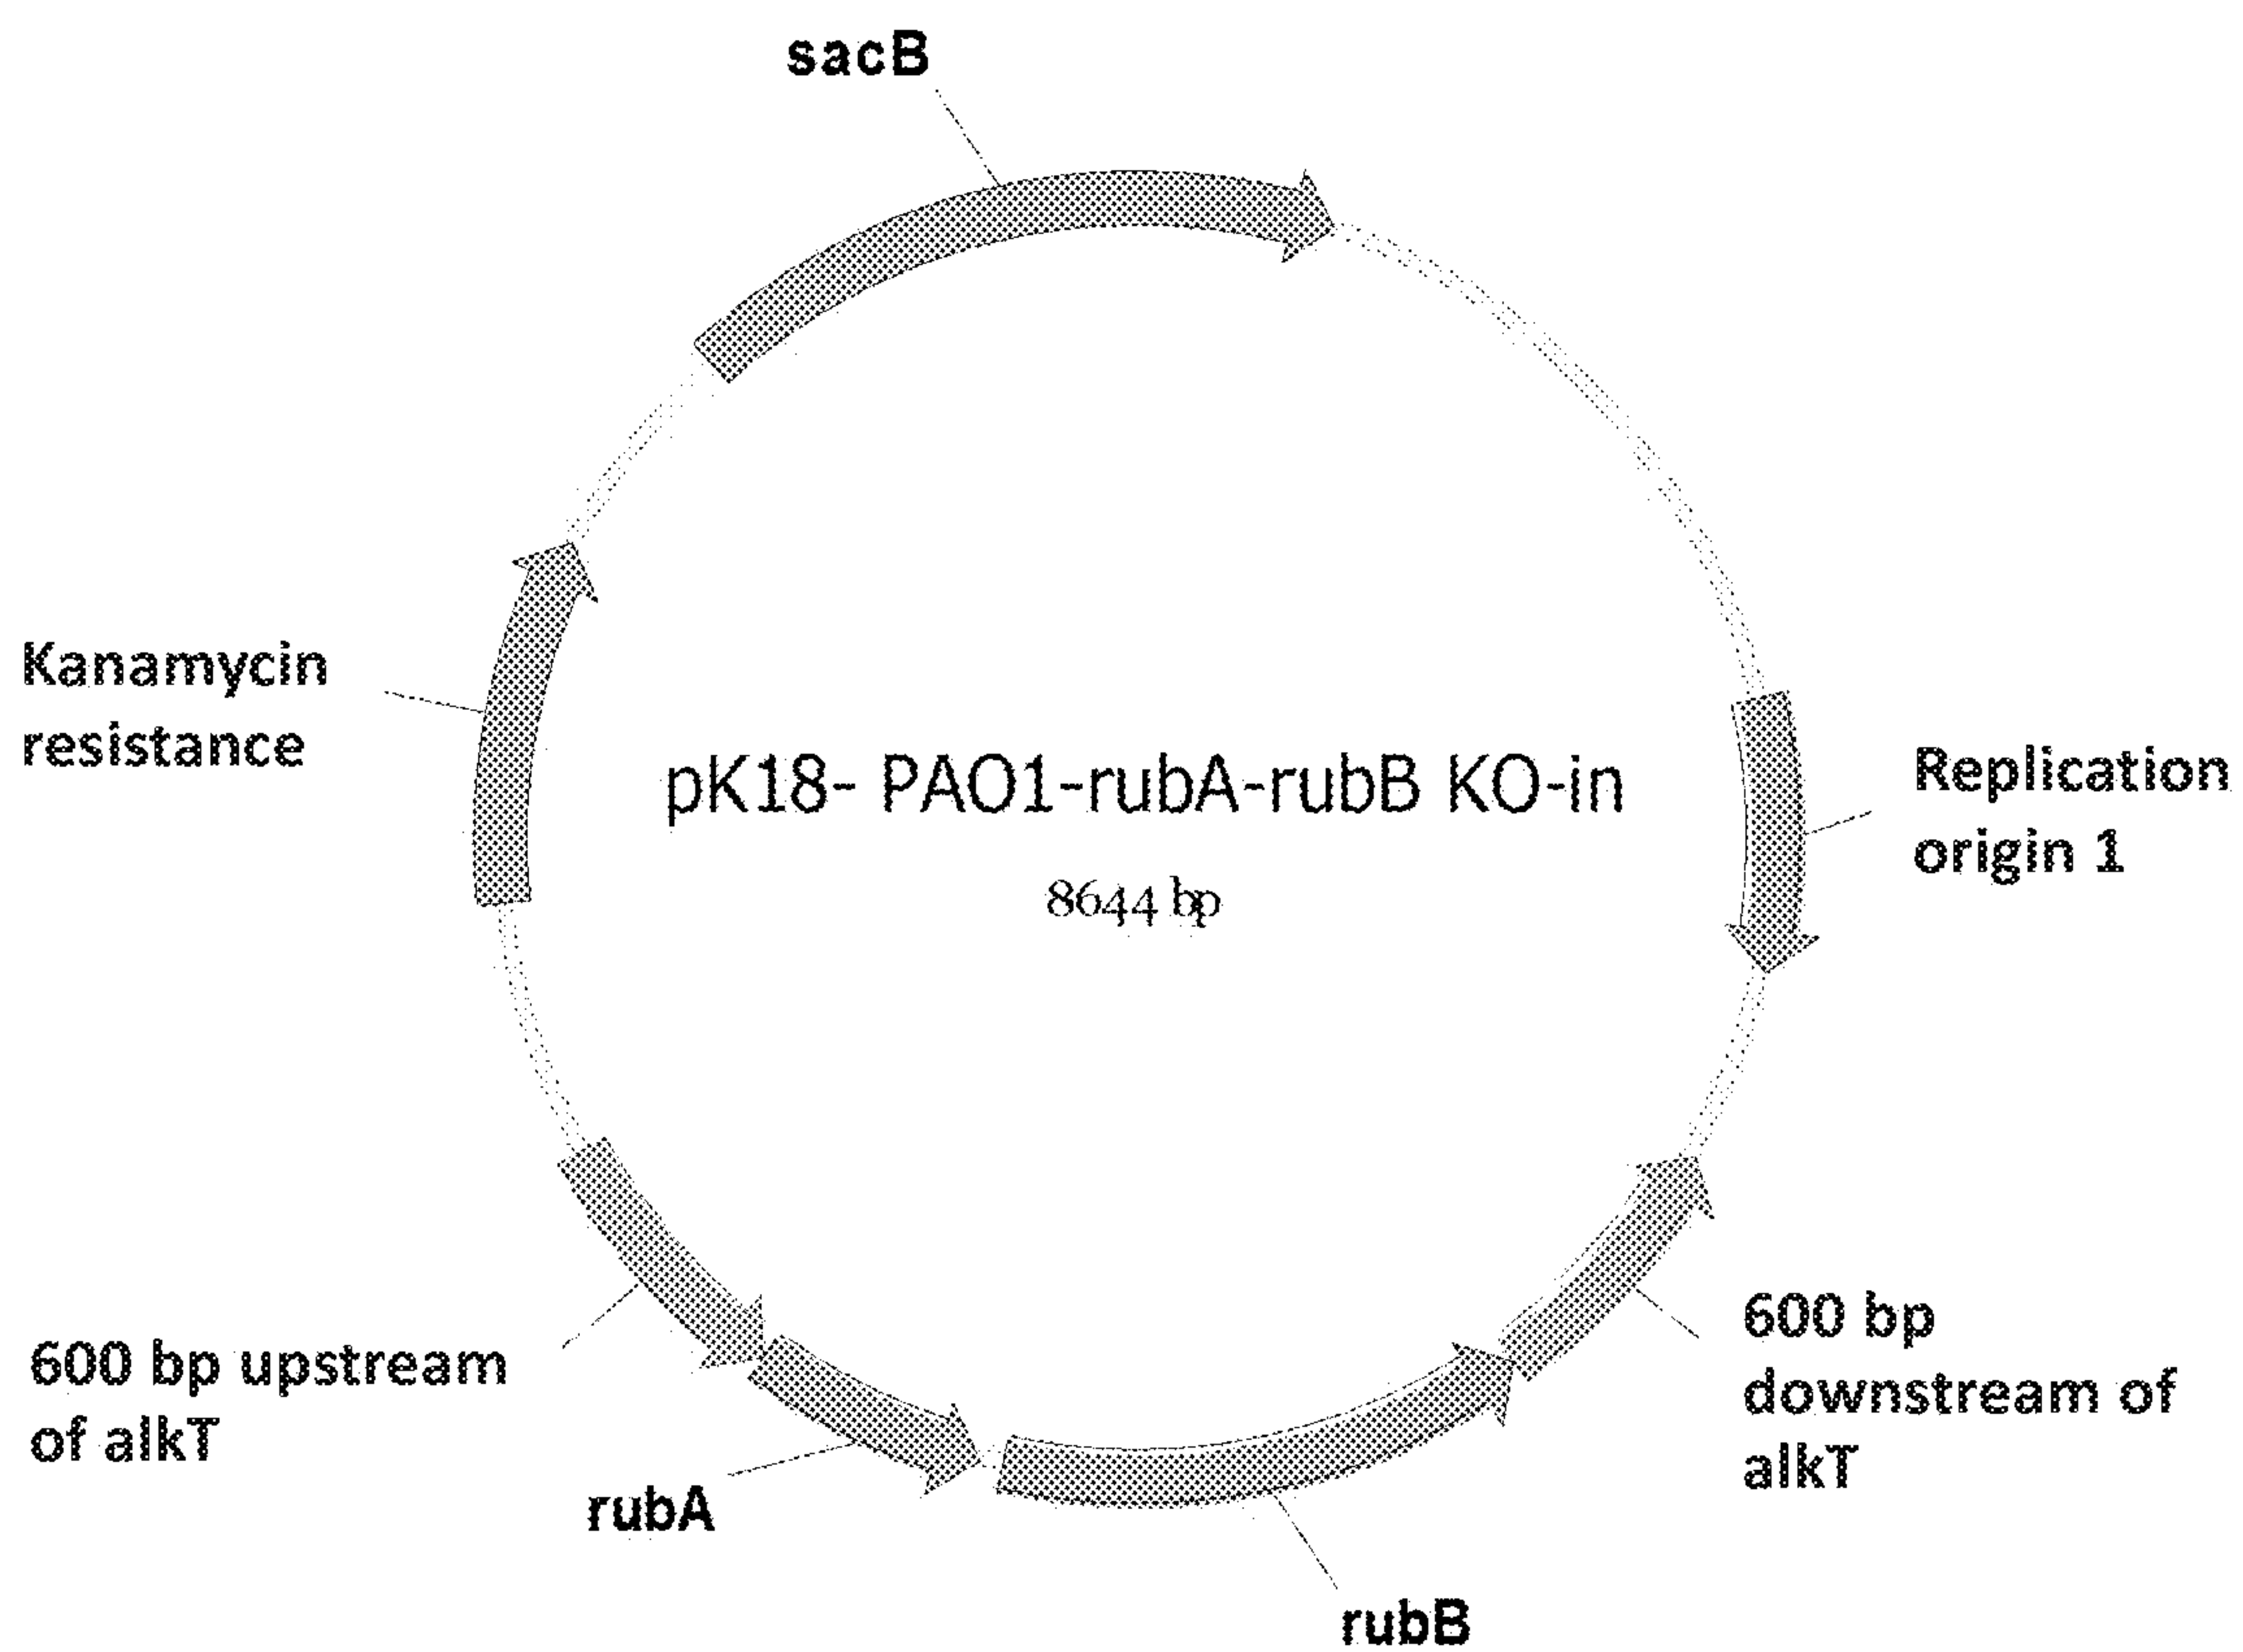 sacB
Kanamycin
resistance
pK18- PAO1-rubA-rubB KO-in
8644 bp
Replication
origin 1
600 bp upstream
of alkT
600 bp
downstream of
alkT
rubA
rubB